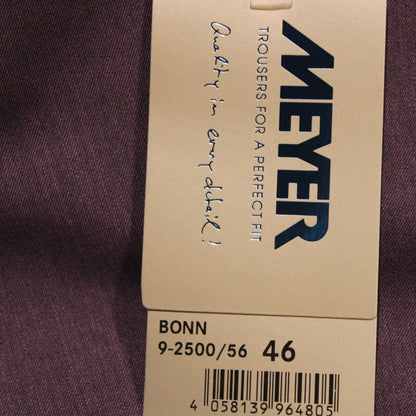 MEYER
TROUSERS FOR A PERFECT FIT
Quality in every detail!
BONN
9-2500/56 46
4 058139 964805